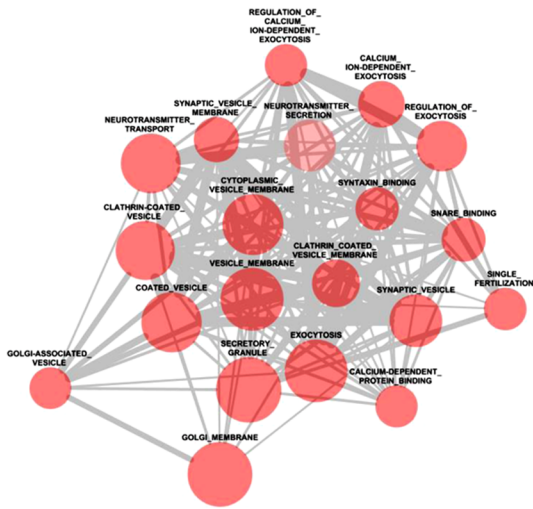 REGULATION_OF_
CALCIUM_
ION-DEPENDENT_
EXOCYTOSIS
CALCIUM_
ION-DEPENDENT_
EXOCYTOSIS
SYNAPTIC_VESICLE_
MEMBRANE
NEUROTRANSMITTER_
SECRETION
REGULATION_OF_
EXOCYTOSIS
NEUROTRANSMITTER_
TRANSPORT
CYTOPLASMIC_
VESICLE_MEMBRANE
SYNTAXIN_BINDING
CLATHRIN-COATED_
VESICLE
SNARE_BINDING
CLATHRIN_COATED_
VESICLE_MEMBRANE
VESICLE_MEMBRANE
SINGLE_
FERTILIZATION
COATED_VESICLE
SYNAPTIC_VESICLE
EXOCYTOSIS
SECRETORY_
GRANULE
GOLGI-ASSOCIATED_
VESICLE
CALCIUM-DEPENDENT_
PROTEIN_BINDING
GOLGI_MEMBRANE